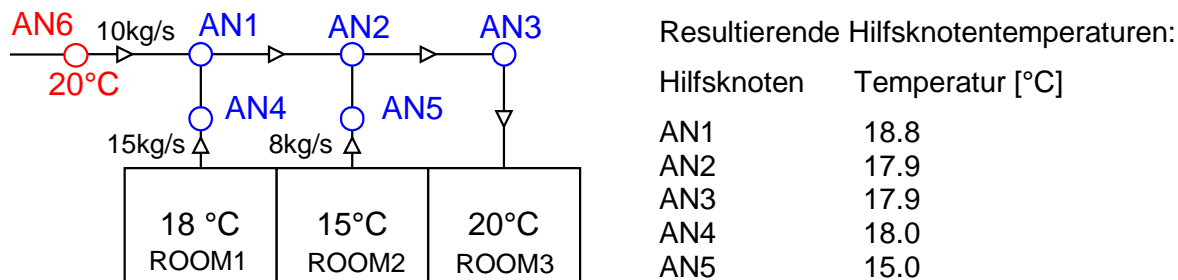 AN6 10kg/s AN1 AN2 AN3
20°C
AN4 AN5
15kg/s 8kg/s
18 °C 15°C 20°C
ROOM1 ROOM2 ROOM3
Resultierende Hilfsknotentemperaturen:
Hilfsknoten Temperatur [°C]
AN1 18.8
AN2 17.9
AN3 17.9
AN4 18.0
AN5 15.0